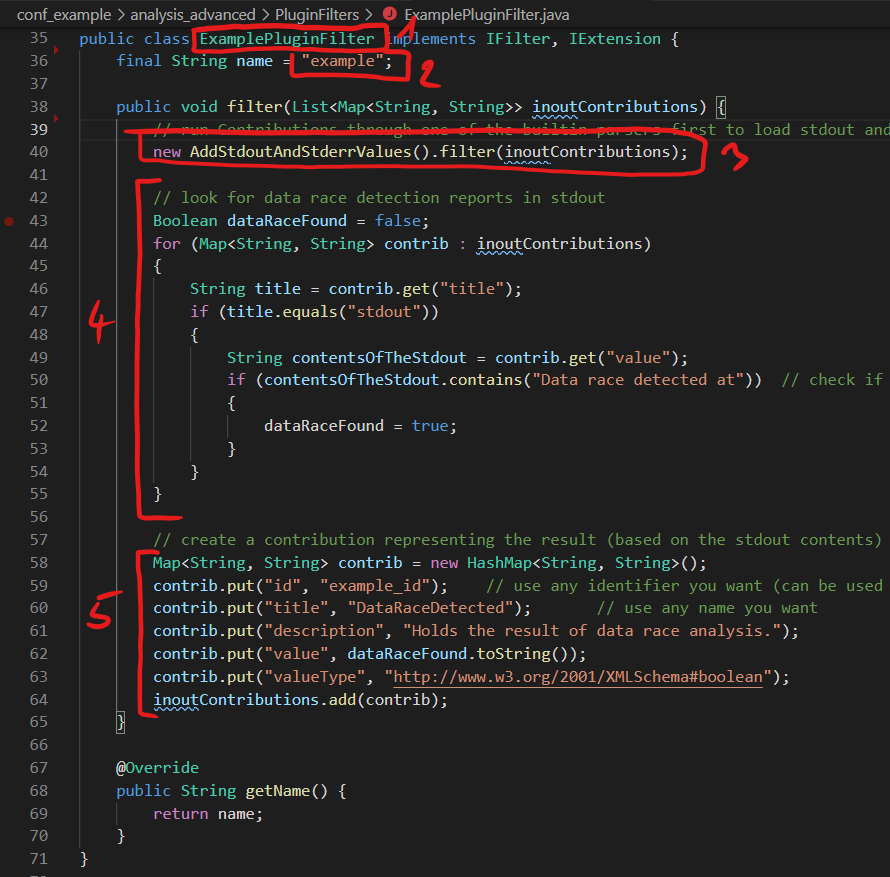 conf_example > analysis_advanced > PluginFilters > J ExamplePluginFilter.java
35 public class ExamplePluginFilter implements IFilter, IExtension {
1
36 final String name = "example";
2
37
38 public void filter(List<Map<String, String>> inoutContributions) {
39 // run Contributions through one of the builtin parsers first to load stdout and
40 new AddStdoutAndStderrValues().filter(inoutContributions);
3
41
42 // look for data race detection reports in stdout
43 Boolean dataRaceFound = false;
44 for (Map<String, String> contrib : inoutContributions)
45 {
46 String title = contrib.get("title");
47 if (title.equals("stdout"))
4
48 {
49 String contentsOfTheStdout = contrib.get("value");
50 if (contentsOfTheStdout.contains("Data race detected at")) // check if
51 {
52 dataRaceFound = true;
53 }
54 }
55 }
56
57 // create a contribution representing the result (based on the stdout contents)
58 Map<String, String> contrib = new HashMap<String, String>();
59 contrib.put("id", "example_id"); // use any identifier you want (can be used
60 contrib.put("title", "DataRaceDetected"); // use any name you want
5
61 contrib.put("description", "Holds the result of data race analysis.");
62 contrib.put("value", dataRaceFound.toString());
63 contrib.put("valueType", "http://www.w3.org/2001/XMLSchema#boolean");
64 inoutContributions.add(contrib);
65 }
66
67 @Override
68 public String getName() {
69 return name;
70 }
71 }